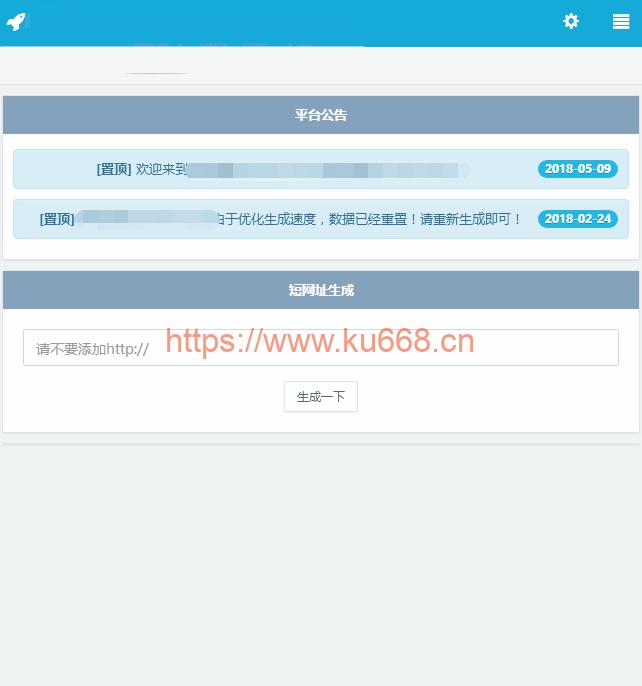 平台公告
[置顶] 欢迎来到
2018-05-09
[置顶]
由于优化生成速度，数据已经重置！请重新生成即可！
2018-02-24
短网址生成
请不要添加http://
https://www.ku668.cn
生成一下